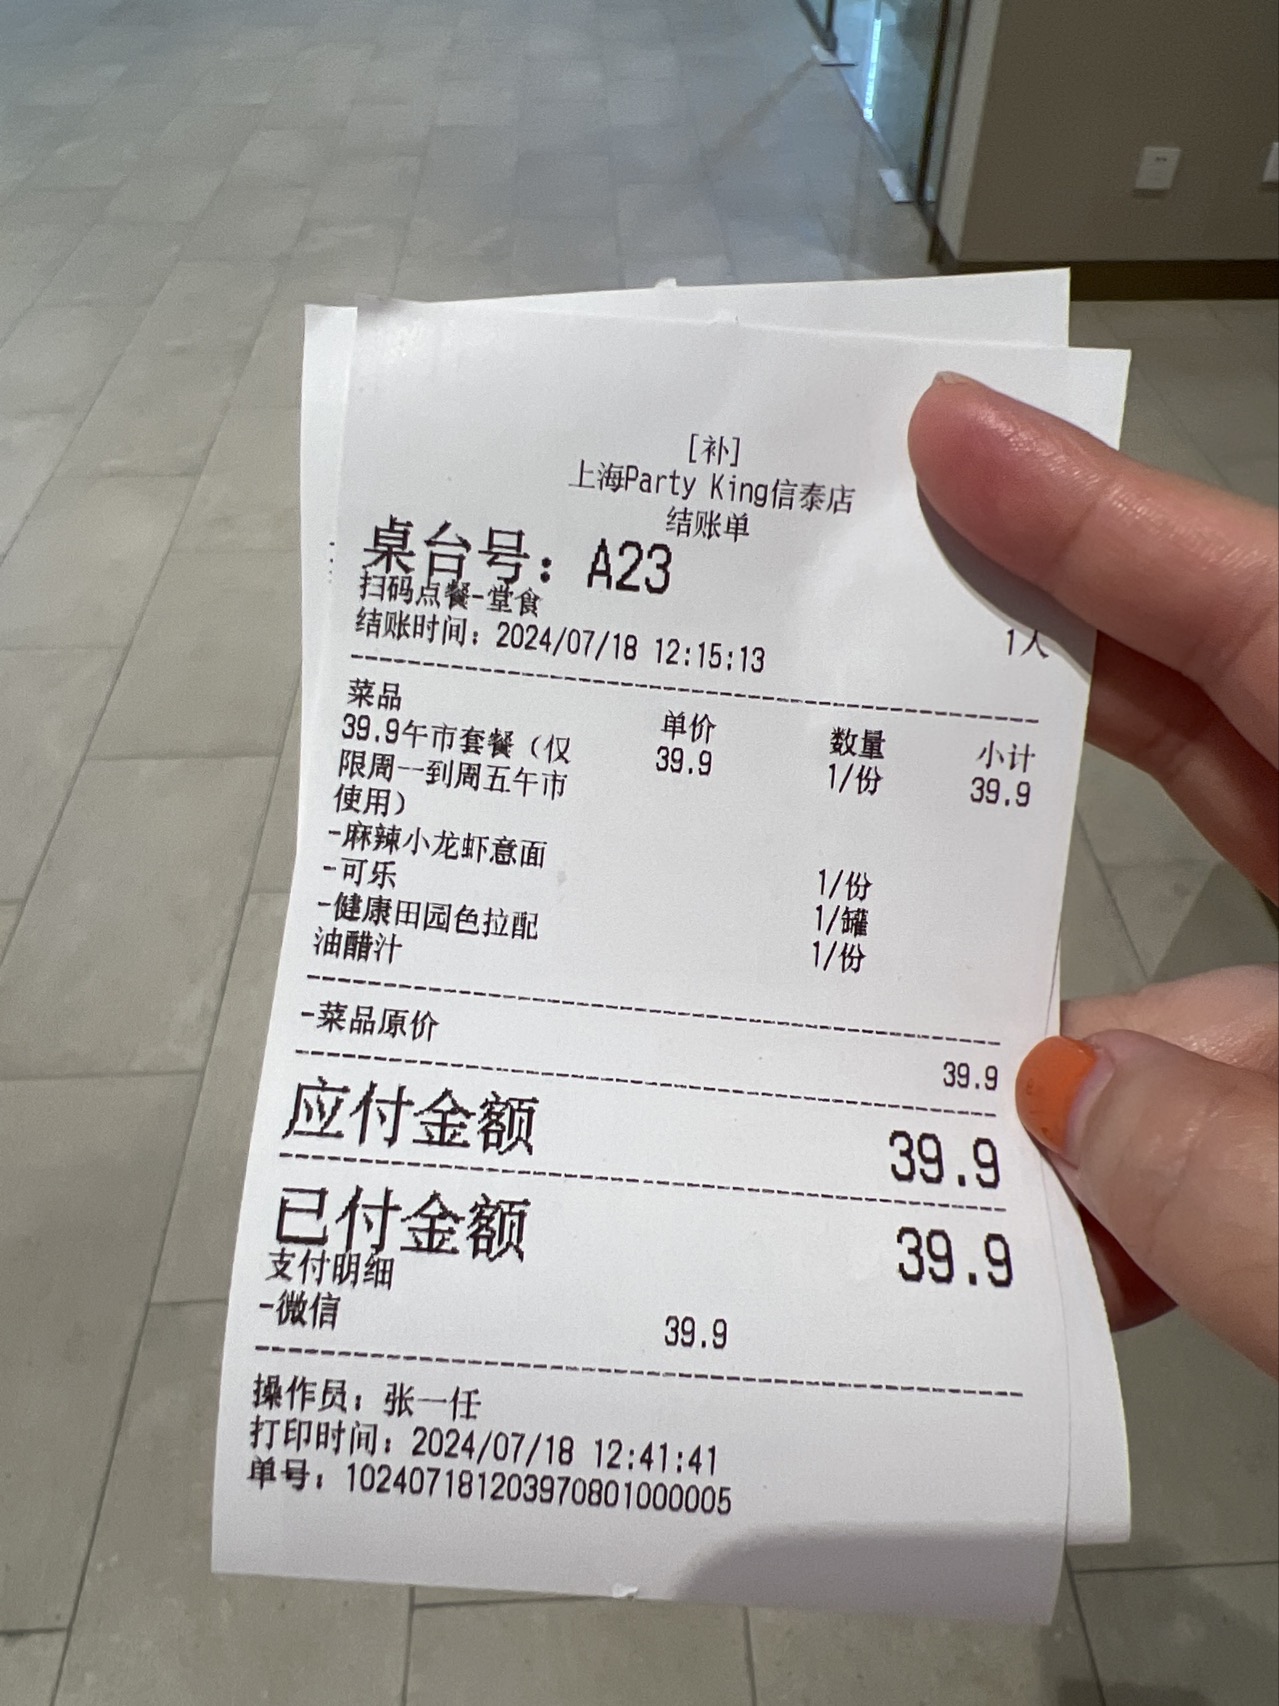 [补]
上海Party King信泰店
结账单
桌台号：A23
扫码点餐-堂食
1人
结账时间：2024/07/18 12:15:13
菜品 单价 数量 小计
39.9午市套餐（仅 39.9 1/份 39.9
限周一到周五午市
使用）
-麻辣小龙虾意面 1/份
-可乐 1/罐
-健康田园色拉配 1/份
油醋汁
-菜品原价 39.9
应付金额 39.9
已付金额 39.9
支付明细
-微信 39.9
操作员：张一任
打印时间：2024/07/18 12:41:41
单号：1024071812039708010​00005